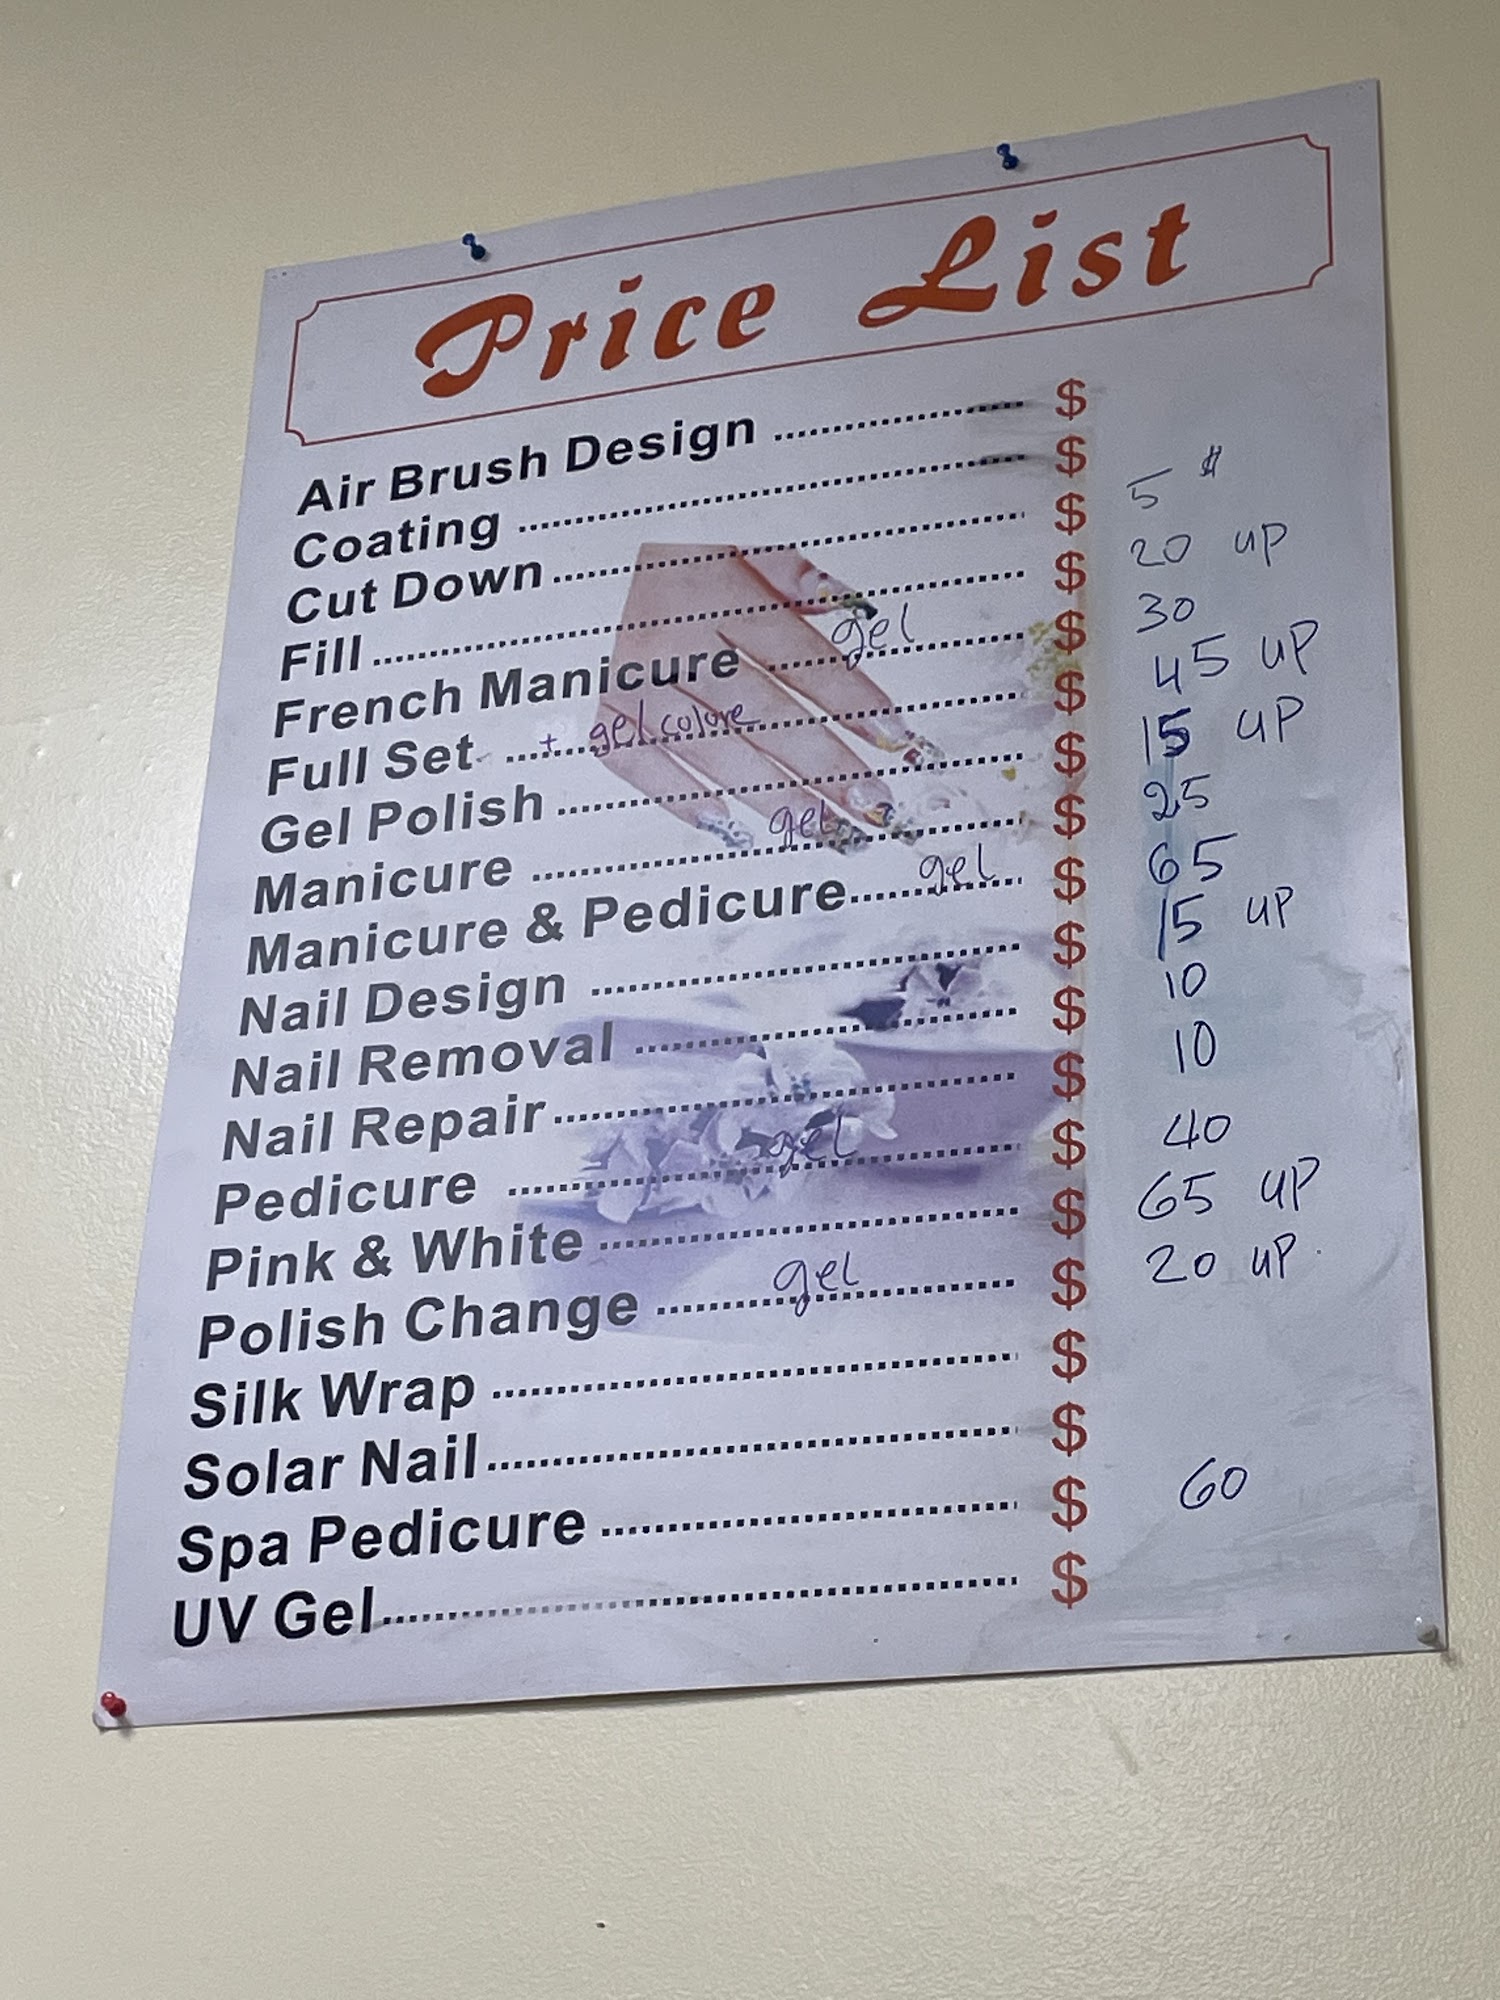 Price List
Air Brush Design ........................ $
Coating ........................ $
Cut Down ........................ $ 5 $
Fill ........................ $ 20 UP
French Manicure ........................ gel $ 30
Full Set ........................ + gel colore $ 45 UP
Gel Polish ........................ $ 15 UP
Manicure ........................ gel $ 25
Manicure & Pedicure ........................ gel $ 65
Nail Design ........................ $ 15 UP
Nail Removal ........................ $ 10
Nail Repair ........................ $ 10
Pedicure ........................ gel $ 40
Pink & White ........................ $ 65 UP
Polish Change ........................ gel $ 20 UP
Silk Wrap ........................ $
Solar Nail ........................ $
Spa Pedicure ........................ $ 60
UV Gel ........................ $